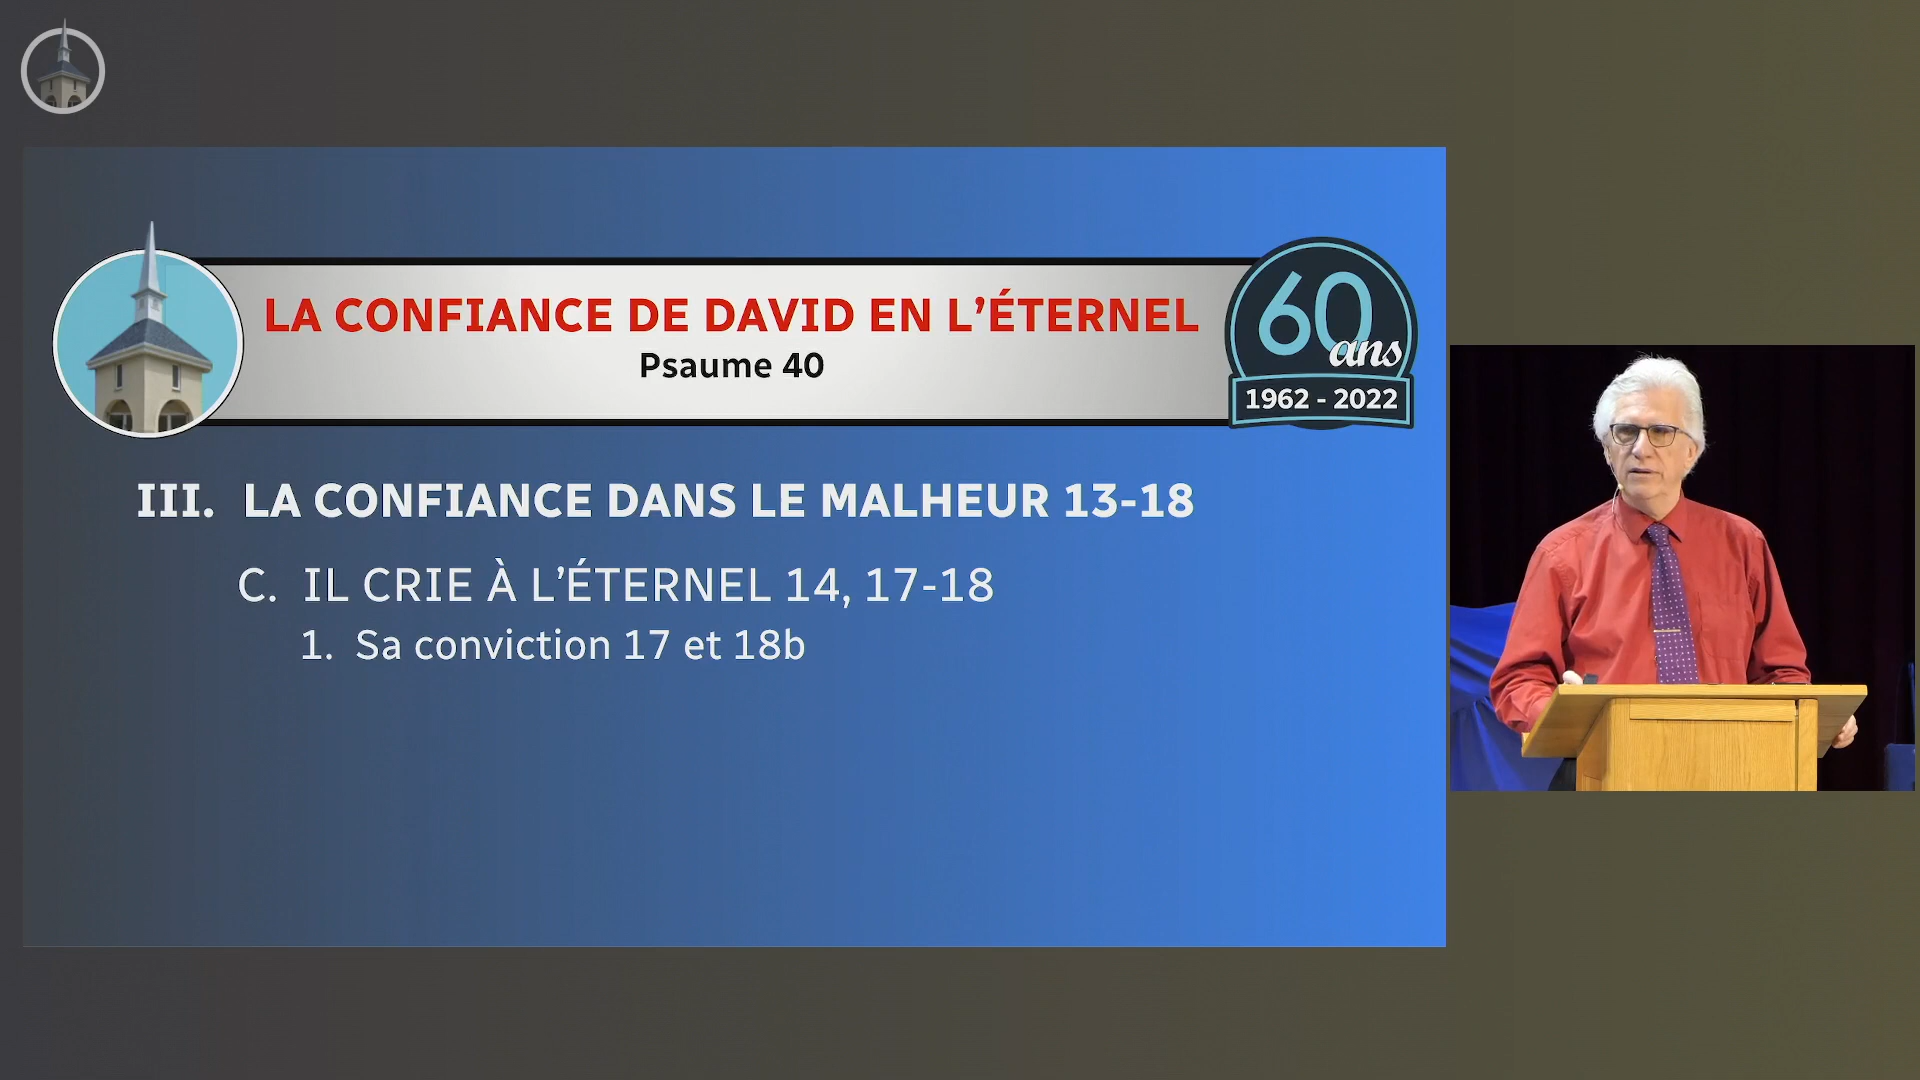 LA CONFIANCE DE DAVID EN L’ÉTERNEL
Psaume 40
60
ans
1962 - 2022
III. LA CONFIANCE DANS LE MALHEUR 13-18
C. IL CRIE À L’ÉTERNEL 14, 17-18
1. Sa conviction 17 et 18b